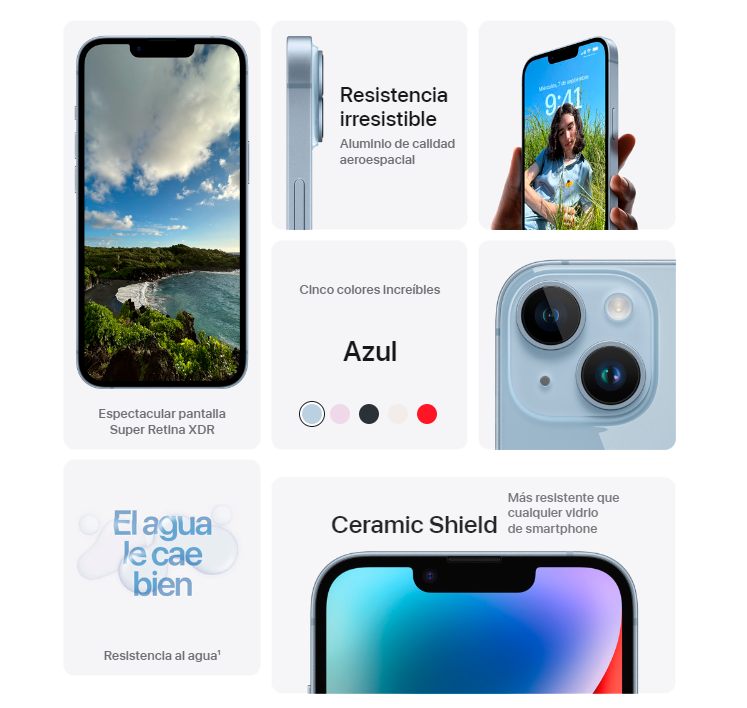 Resistencia
irresistible
Aluminio de calidad
aeroespacial
Miércoles, 7 de septiembre
9:41
Espectacular pantalla
Super Retina XDR
Cinco colores increíbles
Azul
El agua
le cae
bien
Resistencia al agua¹
Ceramic Shield
Más resistente que
cualquier vidrio
de smartphone